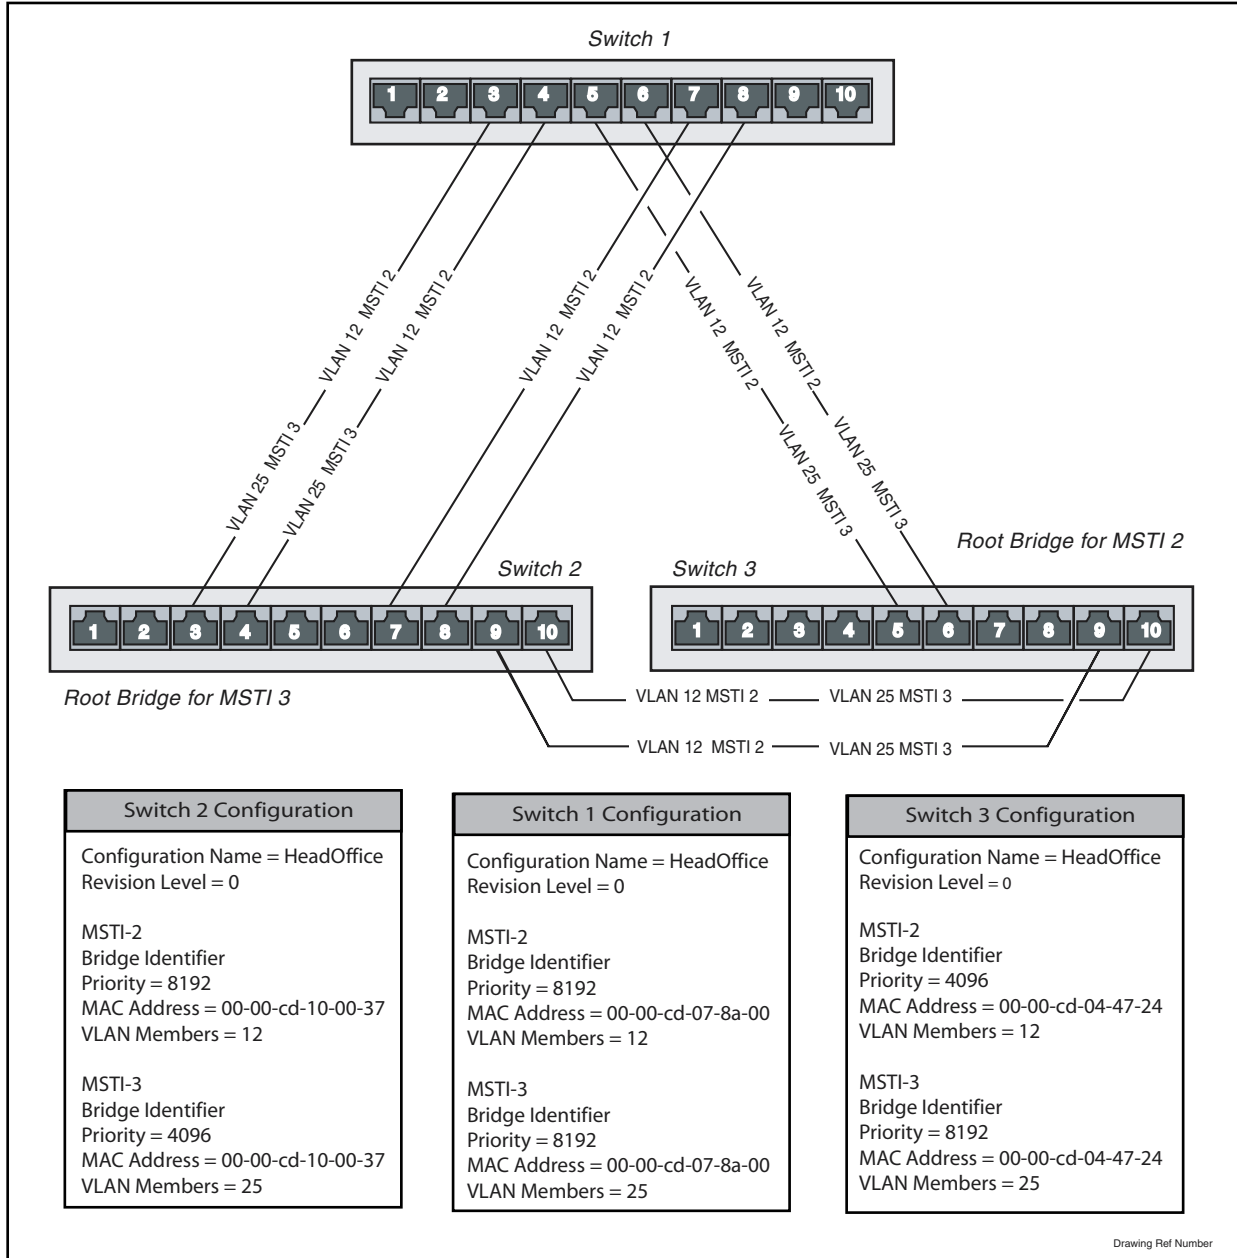 Switch 1
1 2 3 4 5 6 7 8 9 10
VLAN 12 MSTI 2
VLAN 25 MSTI 3
VLAN 12 MSTI 2
VLAN 25 MSTI 3
VLAN 12 MSTI 2
VLAN 12 MSTI 2
VLAN 12 MSTI 2
VLAN 25 MSTI 3
VLAN 12 MSTI 2
VLAN 25 MSTI 3
Root Bridge for MSTI 2
Switch 2
Switch 3
1 2 3 4 5 6 7 8 9 10
1 2 3 4 5 6 7 8 9 10
Root Bridge for MSTI 3
VLAN 12 MSTI 2
VLAN 25 MSTI 3
VLAN 12 MSTI 2
VLAN 25 MSTI 3
Switch 2 Configuration
Configuration Name = HeadOffice
Revision Level = 0
MSTI-2
Bridge Identifier
Priority = 8192
MAC Address = 00-00-cd-10-00-37
VLAN Members = 12
MSTI-3
Bridge Identifier
Priority = 4096
MAC Address = 00-00-cd-10-00-37
VLAN Members = 25
Switch 1 Configuration
Configuration Name = HeadOffice
Revision Level = 0
MSTI-2
Bridge Identifier
Priority = 8192
MAC Address = 00-00-cd-07-8a-00
VLAN Members = 12
MSTI-3
Bridge Identifier
Priority = 8192
MAC Address = 00-00-cd-07-8a-00
VLAN Members = 25
Switch 3 Configuration
Configuration Name = HeadOffice
Revision Level = 0
MSTI-2
Bridge Identifier
Priority = 4096
MAC Address = 00-00-cd-04-47-24
VLAN Members = 12
MSTI-3
Bridge Identifier
Priority = 8192
MAC Address = 00-00-cd-04-47-24
VLAN Members = 25
Drawing Ref Number